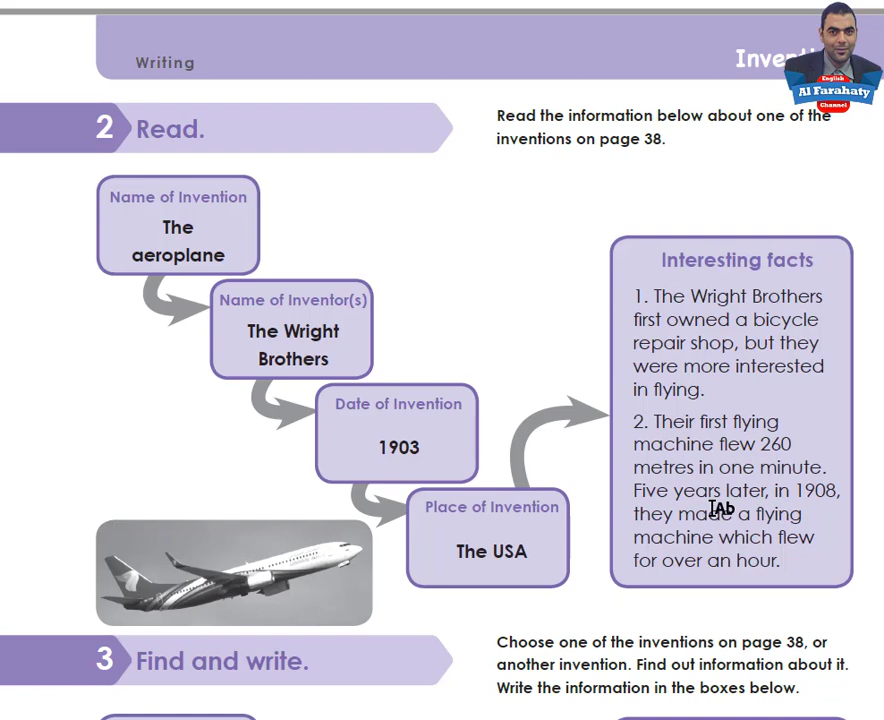 Writing
English
Al Farahaty
Channel
2 Read.
Read the information below about one of the
inventions on page 38.
Name of Invention
The
aeroplane
Name of Inventor(s)
The Wright
Brothers
Date of Invention
1903
Place of Invention
The USA
Interesting facts
1. The Wright Brothers
first owned a bicycle
repair shop, but they
were more interested
in flying.
2. Their first flying
machine flew 260
metres in one minute.
Five years later, in 1908,
they made a flying
machine which flew
for over an hour.
Ab
3 Find and write.
Choose one of the inventions on page 38, or
another invention. Find out information about it.
Write the information in the boxes below.